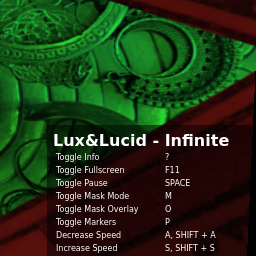 Lux&Lucid - Infinite
Toggle Info ?
Toggle Fullscreen F11
Toggle Pause SPACE
Toggle Mask Mode M
Toggle Mask Overlay O
Toggle Markers P
Decrease Speed A, SHIFT + A
Increase Speed S, SHIFT + S